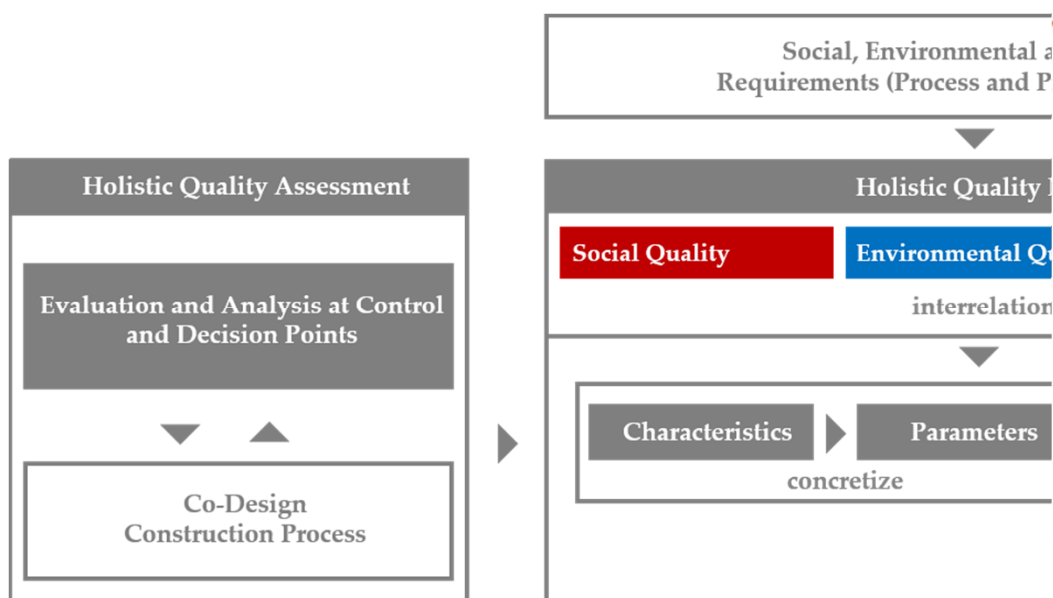 Social, Environmental
Requirements (Process and
Holistic Quality Assessment
Holistic Quality
Social Quality
Environmental
Evaluation and Analysis at Control
and Decision Points
interrelation
Characteristics
Parameters
concretize
Co-Design
Construction Process